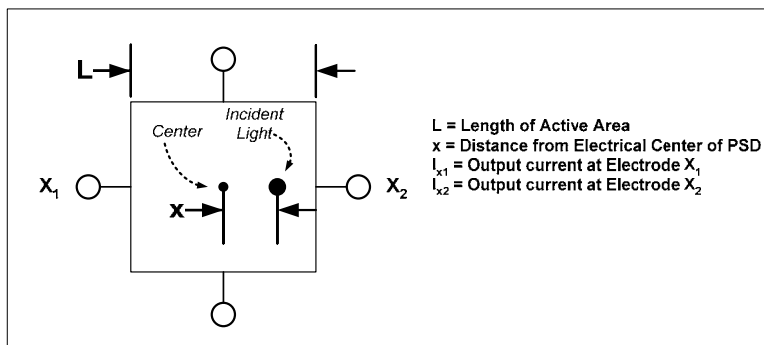 L
Incident
Light
Center
X₁
X₂
x
L = Length of Active Area
x = Distance from Electrical Center of PSD
Iₓ₁ = Output current at Electrode X₁
Iₓ₂ = Output current at Electrode X₂